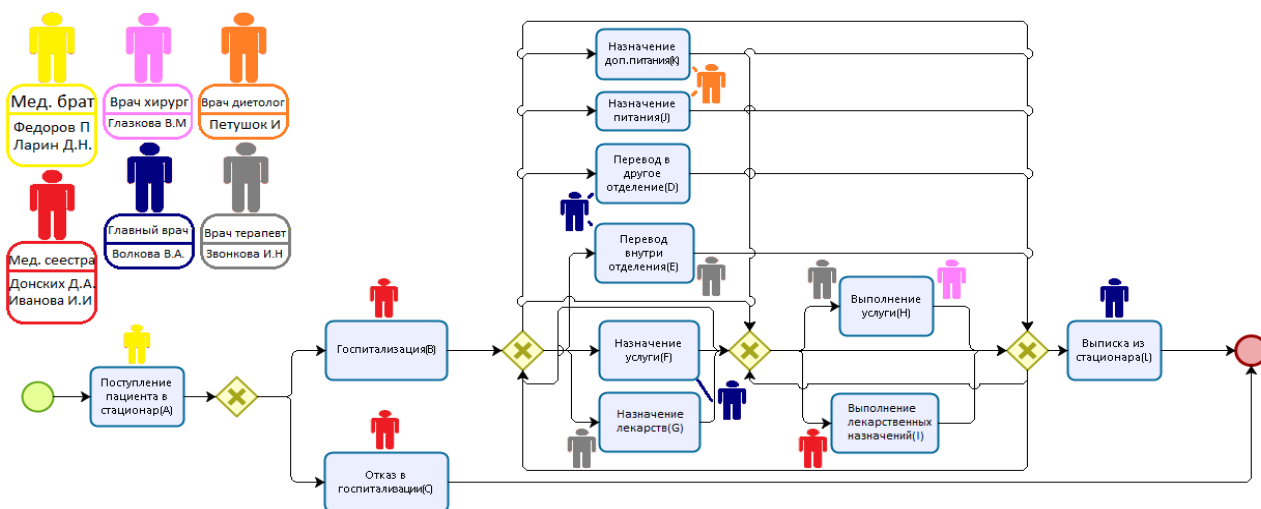 Мед. брат
Федоров П
Ларин Д.Н.
Врач хирург
Глазкова В.М
Врач диетолог
Петушок И
Мед. сеестра
Донских Д.А.
Иванова И.И
Главный врач
Волкова В.А.
Врач терапевт
Звонкова И.Н
Назначение
доп.питания(K)
Назначение
питания(J)
Перевод в
другое
отделение(D)
Перевод
внутри
отделения(E)
Выполнение
услуги(H)
Госпитализация(B)
Назначение
услуги(F)
Выписка из
стационара(L)
Поступление
пациента в
стационар(A)
Назначение
лекарств(G)
Выполнение
лекарственных
назначений(I)
Отказ в
госпитализации(C)